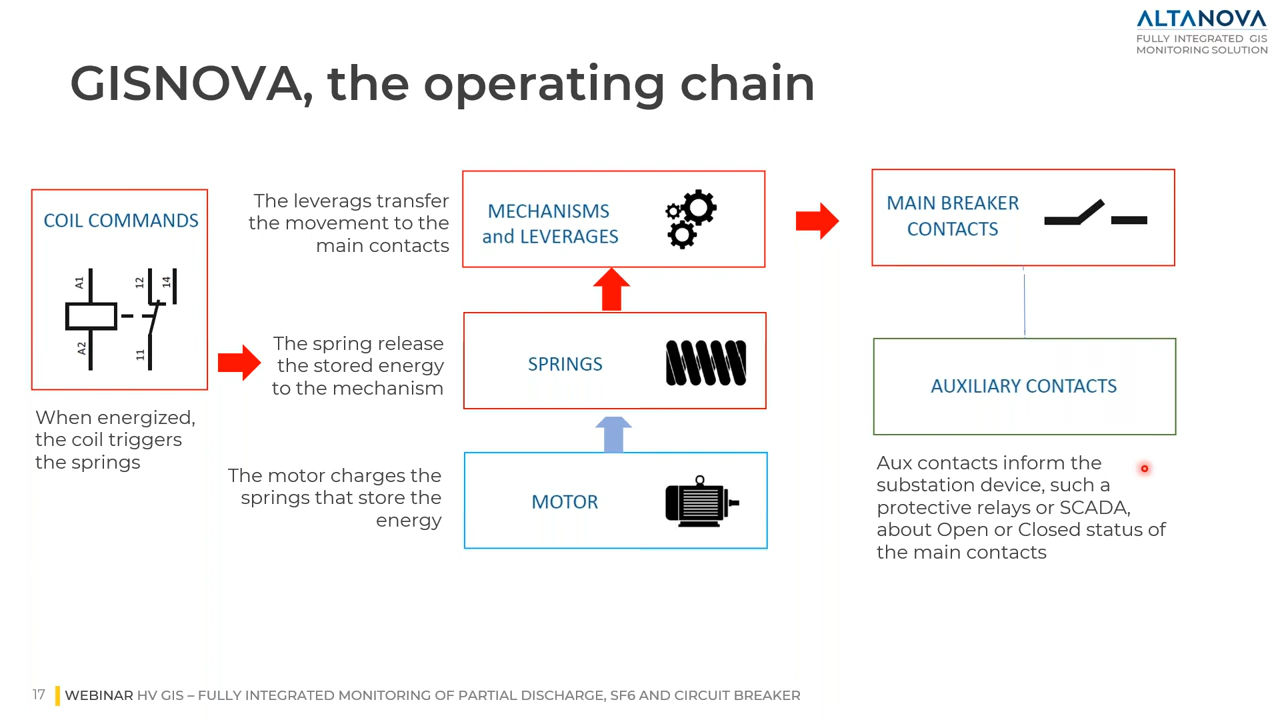 ALTANOVA
FULLY INTEGRATED GIS
MONITORING SOLUTION
GISNOVA, the operating chain
COIL COMMANDS
A1
12
14
A2
11
When energized,
the coil triggers
the springs
The leverags transfer
the movement to the
main contacts
MECHANISMS
and LEVERAGES
The spring release
the stored energy
to the mechanism
SPRINGS
The motor charges the
springs that store the
energy
MOTOR
MAIN BREAKER
CONTACTS
AUXILIARY CONTACTS
Aux contacts inform the
substation device, such a
protective relays or SCADA,
about Open or Closed status of
the main contacts
17
WEBINAR HV GIS – FULLY INTEGRATED MONITORING OF PARTIAL DISCHARGE, SF6 AND CIRCUIT BREAKER